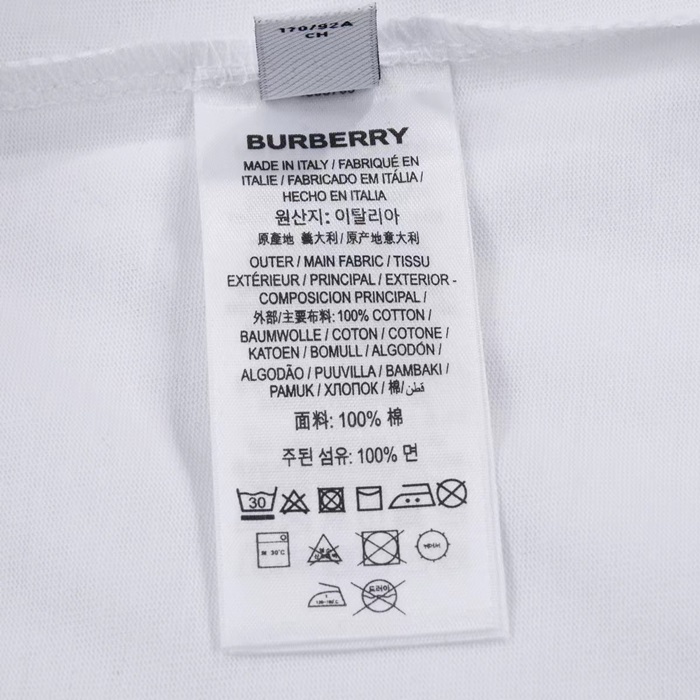 170/92A
CH
BURBERRY
MADE IN ITALY / FABRIQUÉ EN
ITALIE / FABRICADO EM ITÁLIA /
HECHO EN ITALIA
원산지: 이탈리아
原產地 義大利 / 原产地意大利
OUTER / MAIN FABRIC / TISSU
EXTÉRIEUR / PRINCIPAL / EXTERIOR -
COMPOSICION PRINCIPAL /
外部/主要布料: 100% COTTON /
BAUMWOLLE / COTON / COTONE /
KATOEN / BOMULL / ALGODÓN /
ALGODÃO / PUUVILLA / BAMBAKI /
PAMUK / ХЛОПОК / 棉/ قطن
面料: 100% 棉
주된 섬유: 100% 면
30
30°C
드라이